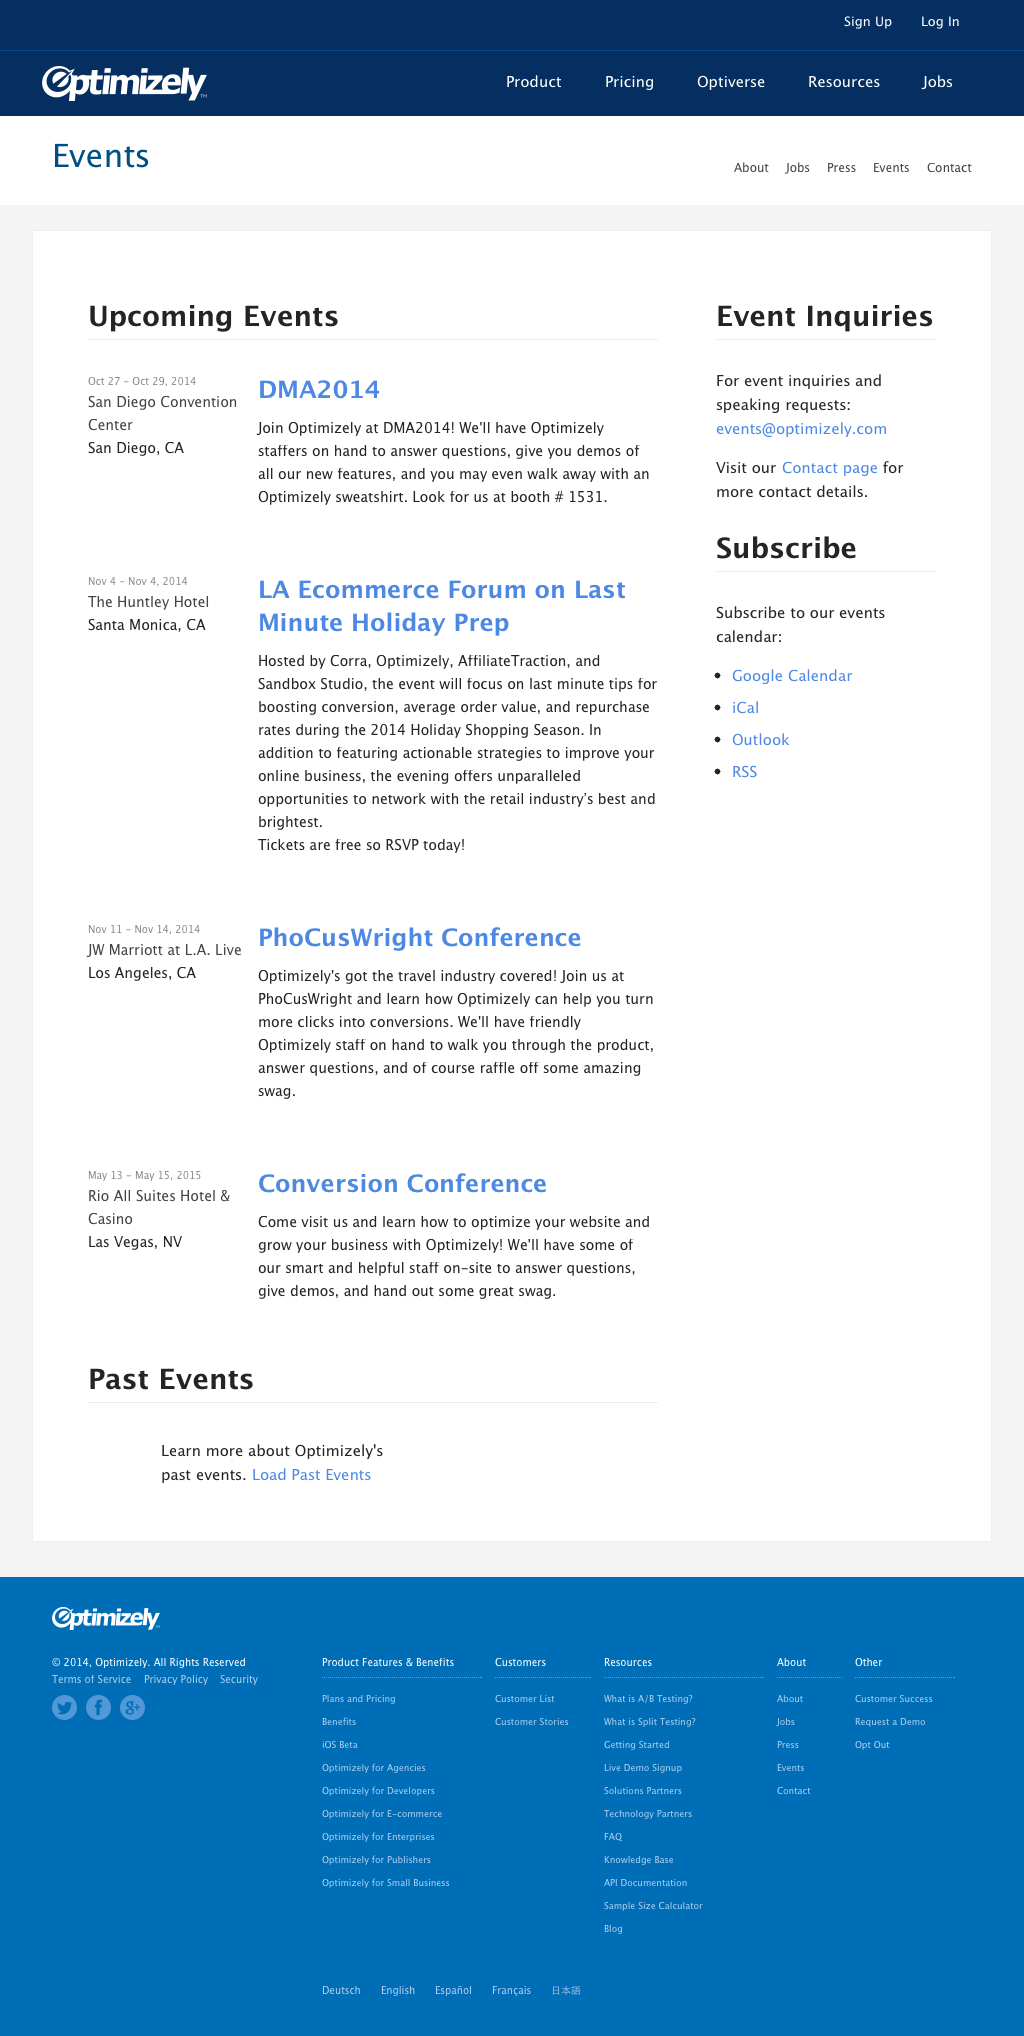 Sign Up Log In
Optimizely™
Product Pricing Optiverse Resources Jobs
Events
About Jobs Press Events Contact
Upcoming Events
Oct 27 – Oct 29, 2014
San Diego Convention
Center
San Diego, CA
DMA2014
Join Optimizely at DMA2014! We'll have Optimizely
staffers on hand to answer questions, give you demos of
all our new features, and you may even walk away with an
Optimizely sweatshirt. Look for us at booth # 1531.
Nov 4 – Nov 4, 2014
The Huntley Hotel
Santa Monica, CA
LA Ecommerce Forum on Last
Minute Holiday Prep
Hosted by Corra, Optimizely, AffiliateTraction, and
Sandbox Studio, the event will focus on last minute tips for
boosting conversion, average order value, and repurchase
rates during the 2014 Holiday Shopping Season. In
addition to featuring actionable strategies to improve your
online business, the evening offers unparalleled
opportunities to network with the retail industry's best and
brightest.
Tickets are free so RSVP today!
Nov 11 – Nov 14, 2014
JW Marriott at L.A. Live
Los Angeles, CA
PhoCusWright Conference
Optimizely's got the travel industry covered! Join us at
PhoCusWright and learn how Optimizely can help you turn
more clicks into conversions. We'll have friendly
Optimizely staff on hand to walk you through the product,
answer questions, and of course raffle off some amazing
swag.
May 13 – May 15, 2015
Rio All Suites Hotel &
Casino
Las Vegas, NV
Conversion Conference
Come visit us and learn how to optimize your website and
grow your business with Optimizely! We'll have some of
our smart and helpful staff on-site to answer questions,
give demos, and hand out some great swag.
Past Events
Learn more about Optimizely's
past events. Load Past Events
Event Inquiries
For event inquiries and
speaking requests:
events@optimizely.com
Visit our Contact page for
more contact details.
Subscribe
Subscribe to our events
calendar:
• Google Calendar
• iCal
• Outlook
• RSS
Optimizely
© 2014, Optimizely. All Rights Reserved
Terms of Service Privacy Policy Security
Product Features & Benefits
Plans and Pricing
Benefits
iOS Beta
Optimizely for Agencies
Optimizely for Developers
Optimizely for E-commerce
Optimizely for Enterprises
Optimizely for Publishers
Optimizely for Small Business
Customers
Customer List
Customer Stories
Resources
What is A/B Testing?
What is Split Testing?
Getting Started
Live Demo Signup
Solutions Partners
Technology Partners
FAQ
Knowledge Base
API Documentation
Sample Size Calculator
Blog
About
About
Jobs
Press
Events
Contact
Other
Customer Success
Request a Demo
Opt Out
Deutsch English Español Français 日本語